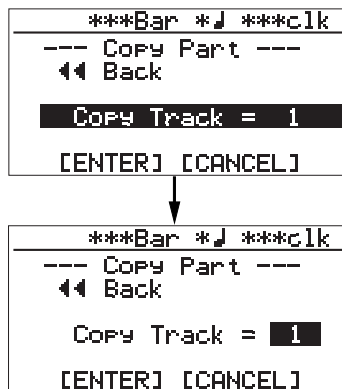 ***Bar *♩ ***clk
--- Copy Part ---
◀◀ Back
Copy Track = 1
[ENTER] [CANCEL]
***Bar *♩ ***clk
--- Copy Part ---
◀◀ Back
Copy Track = 1
[ENTER] [CANCEL]